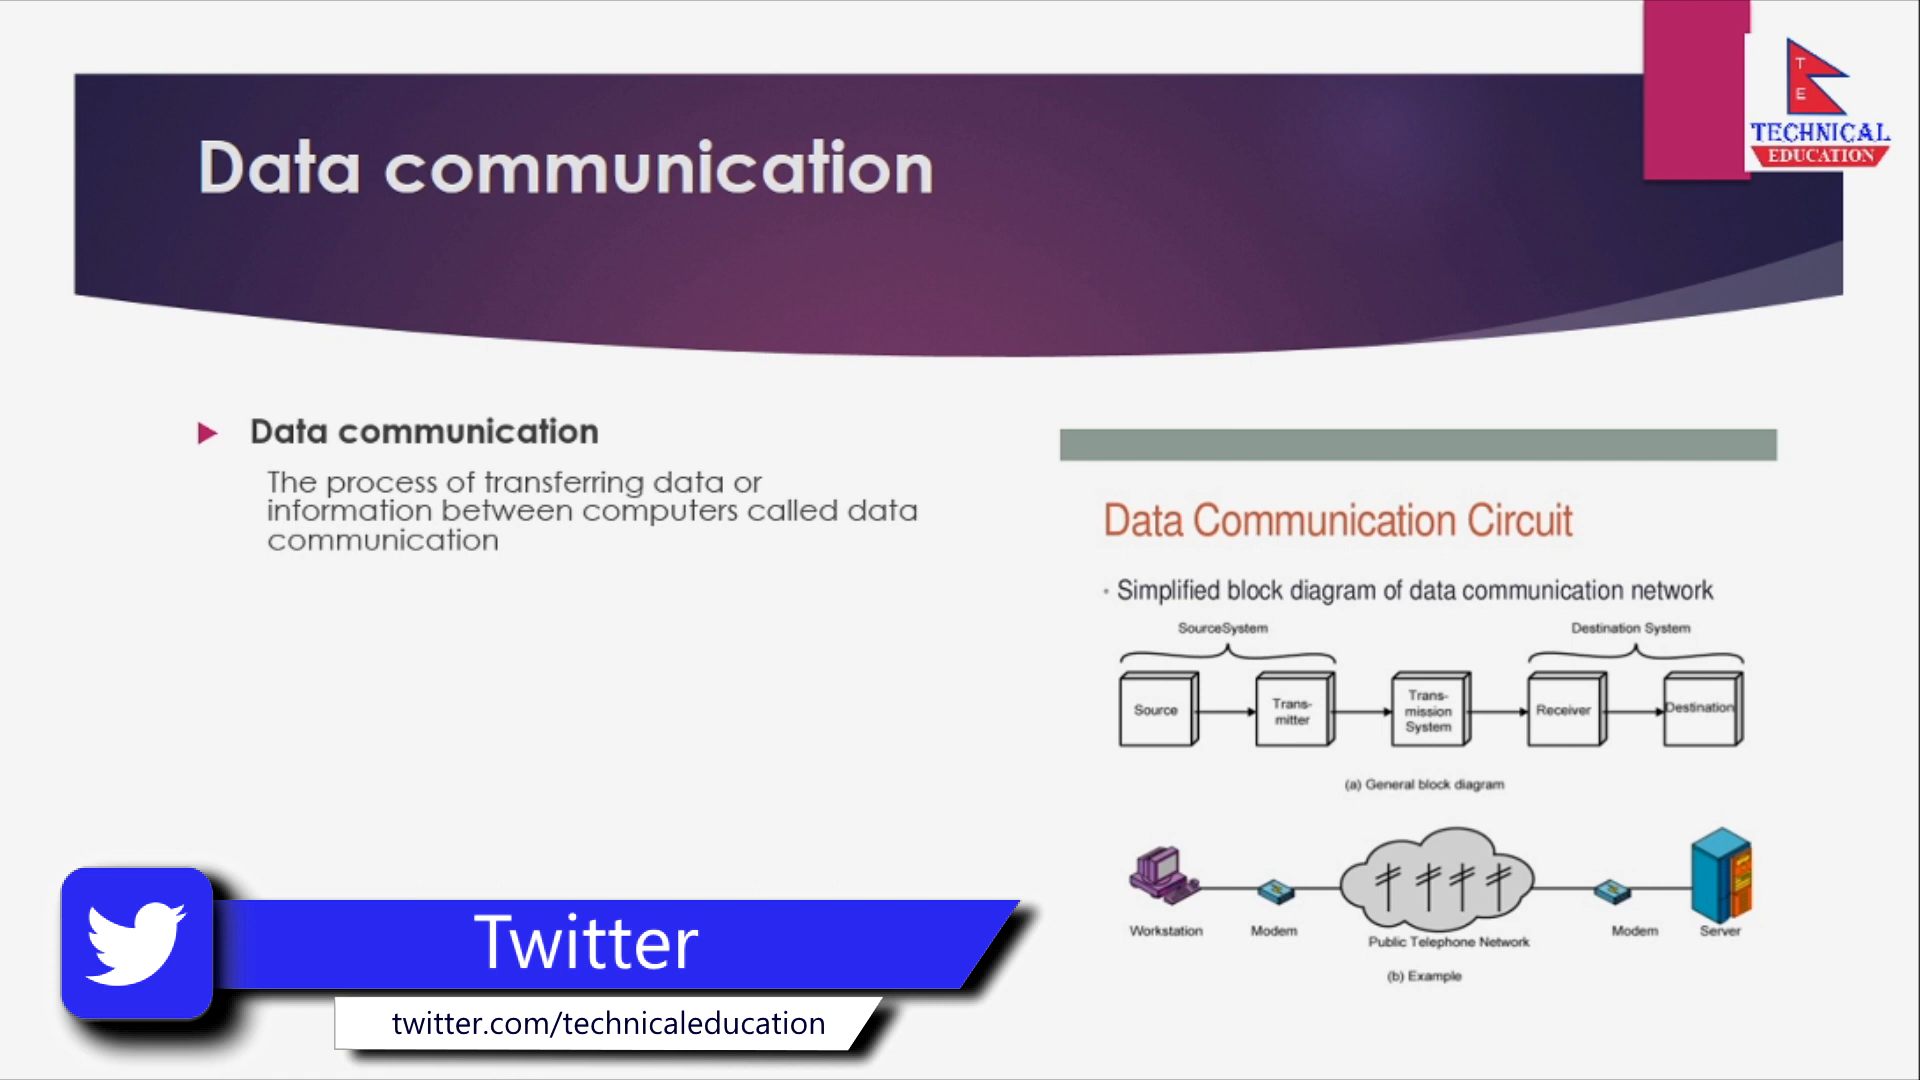 Data communication
T
E
TECHNICAL
EDUCATION
Data communication
The process of transferring data or
information between computers called data
communication
Data Communication Circuit
• Simplified block diagram of data communication network
SourceSystem
Destination System
Source
Trans-
mitter
Trans-
mission
System
Receiver
Destination
(a) General block diagram
Workstation
Modem
Public Telephone Network
Modem
Server
(b) Example
Twitter
twitter.com/technicaleducation